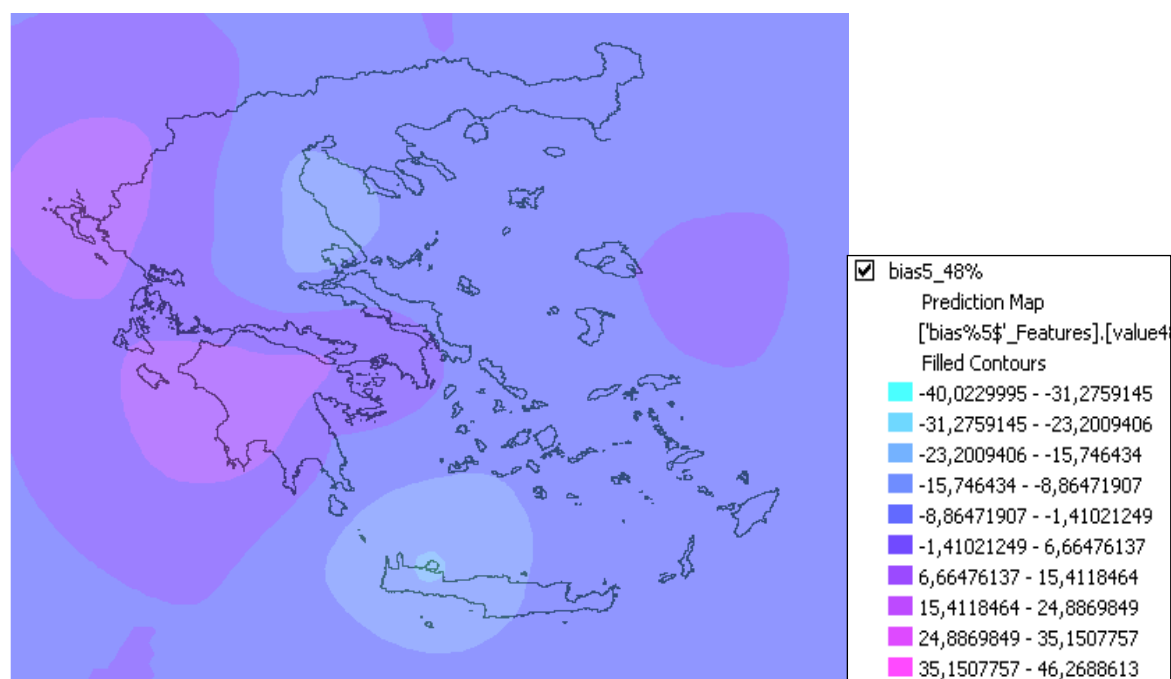 bias5_48%
Prediction Map
['bias%5$'_Features].[value48
Filled Contours
-40,0229995 - -31,2759145
-31,2759145 - -23,2009406
-23,2009406 - -15,746434
-15,746434 - -8,86471907
-8,86471907 - -1,41021249
-1,41021249 - 6,66476137
6,66476137 - 15,4118464
15,4118464 - 24,8869849
24,8869849 - 35,1507757
35,1507757 - 46,2688613